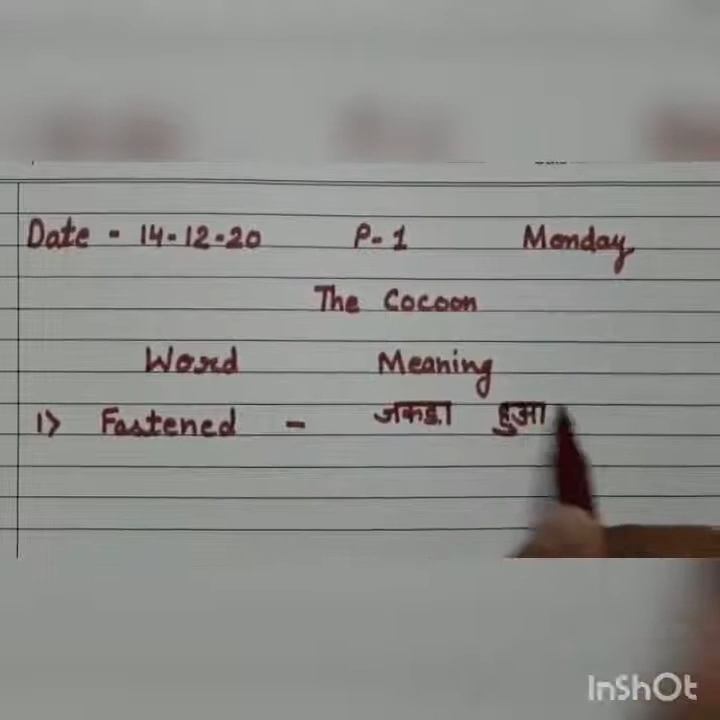 Date - 14-12-20 P-1 Monday
The Cocoon
Word Meaning
1) Fastened - जकड़ा हुआ
InShOt